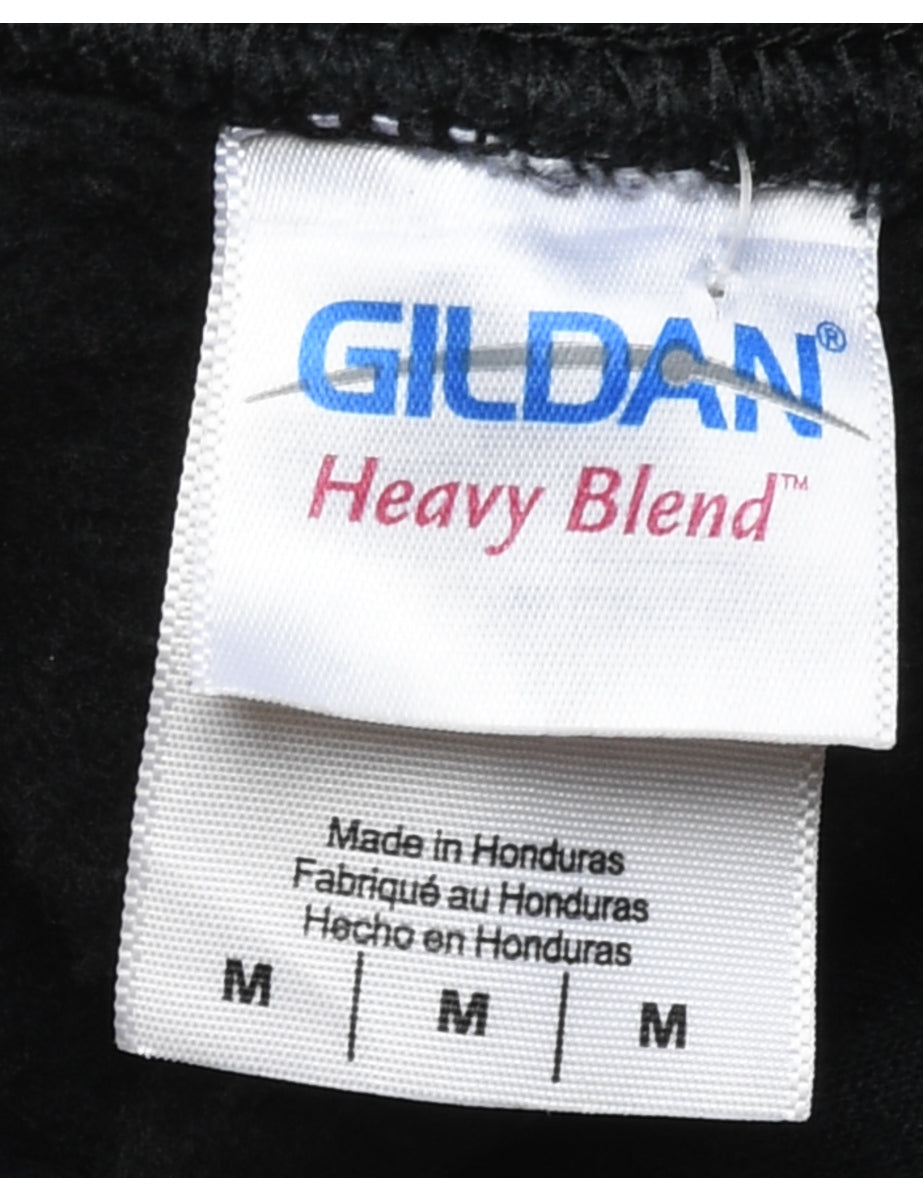 GILDAN®
Heavy Blend™
Made in Honduras
Fabriqué au Honduras
Hecho en Honduras
M | M | M